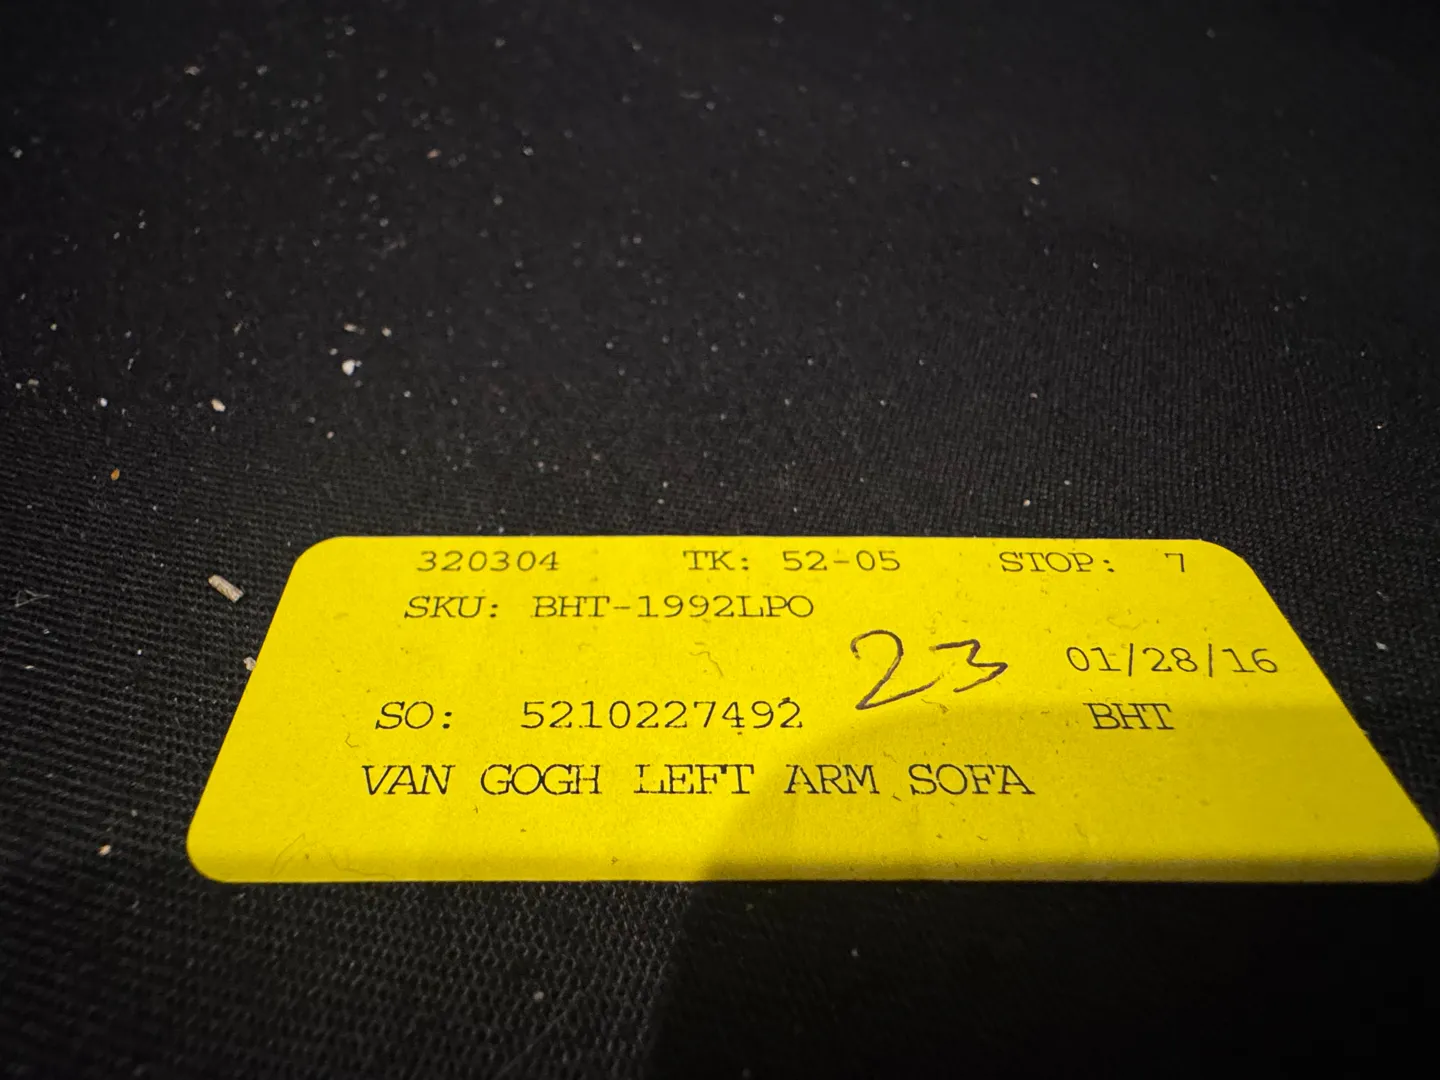 320304 TK: 52-05 STOP: 7
SKU: BHT-1992LPO
23 01/28/16
SO: 5210227492 BHT
VAN GOGH LEFT ARM SOFA